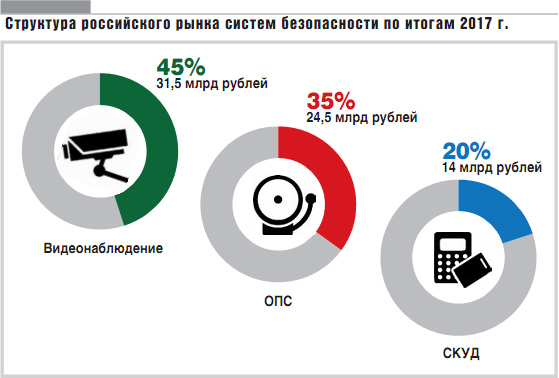 Структура российского рынка систем безопасности по итогам 2017 г.
45%
31,5 млрд рублей
Видеонаблюдение
35%
24,5 млрд рублей
ОПС
20%
14 млрд рублей
СКУД